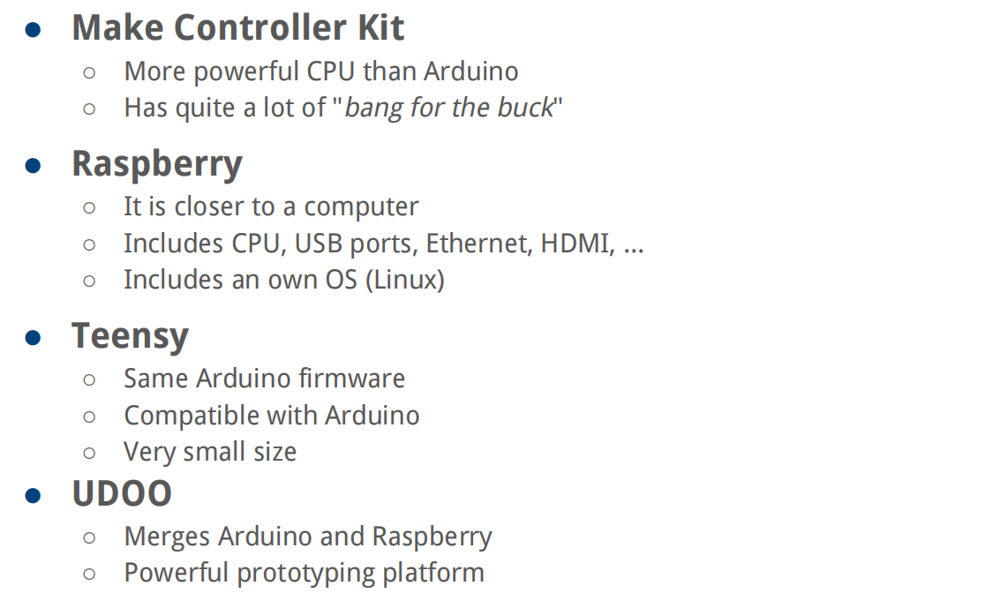 ● Make Controller Kit
○ More powerful CPU than Arduino
○ Has quite a lot of "bang for the buck"
● Raspberry
○ It is closer to a computer
○ Includes CPU, USB ports, Ethernet, HDMI, ...
○ Includes an own OS (Linux)
● Teensy
○ Same Arduino firmware
○ Compatible with Arduino
○ Very small size
● UDOO
○ Merges Arduino and Raspberry
○ Powerful prototyping platform